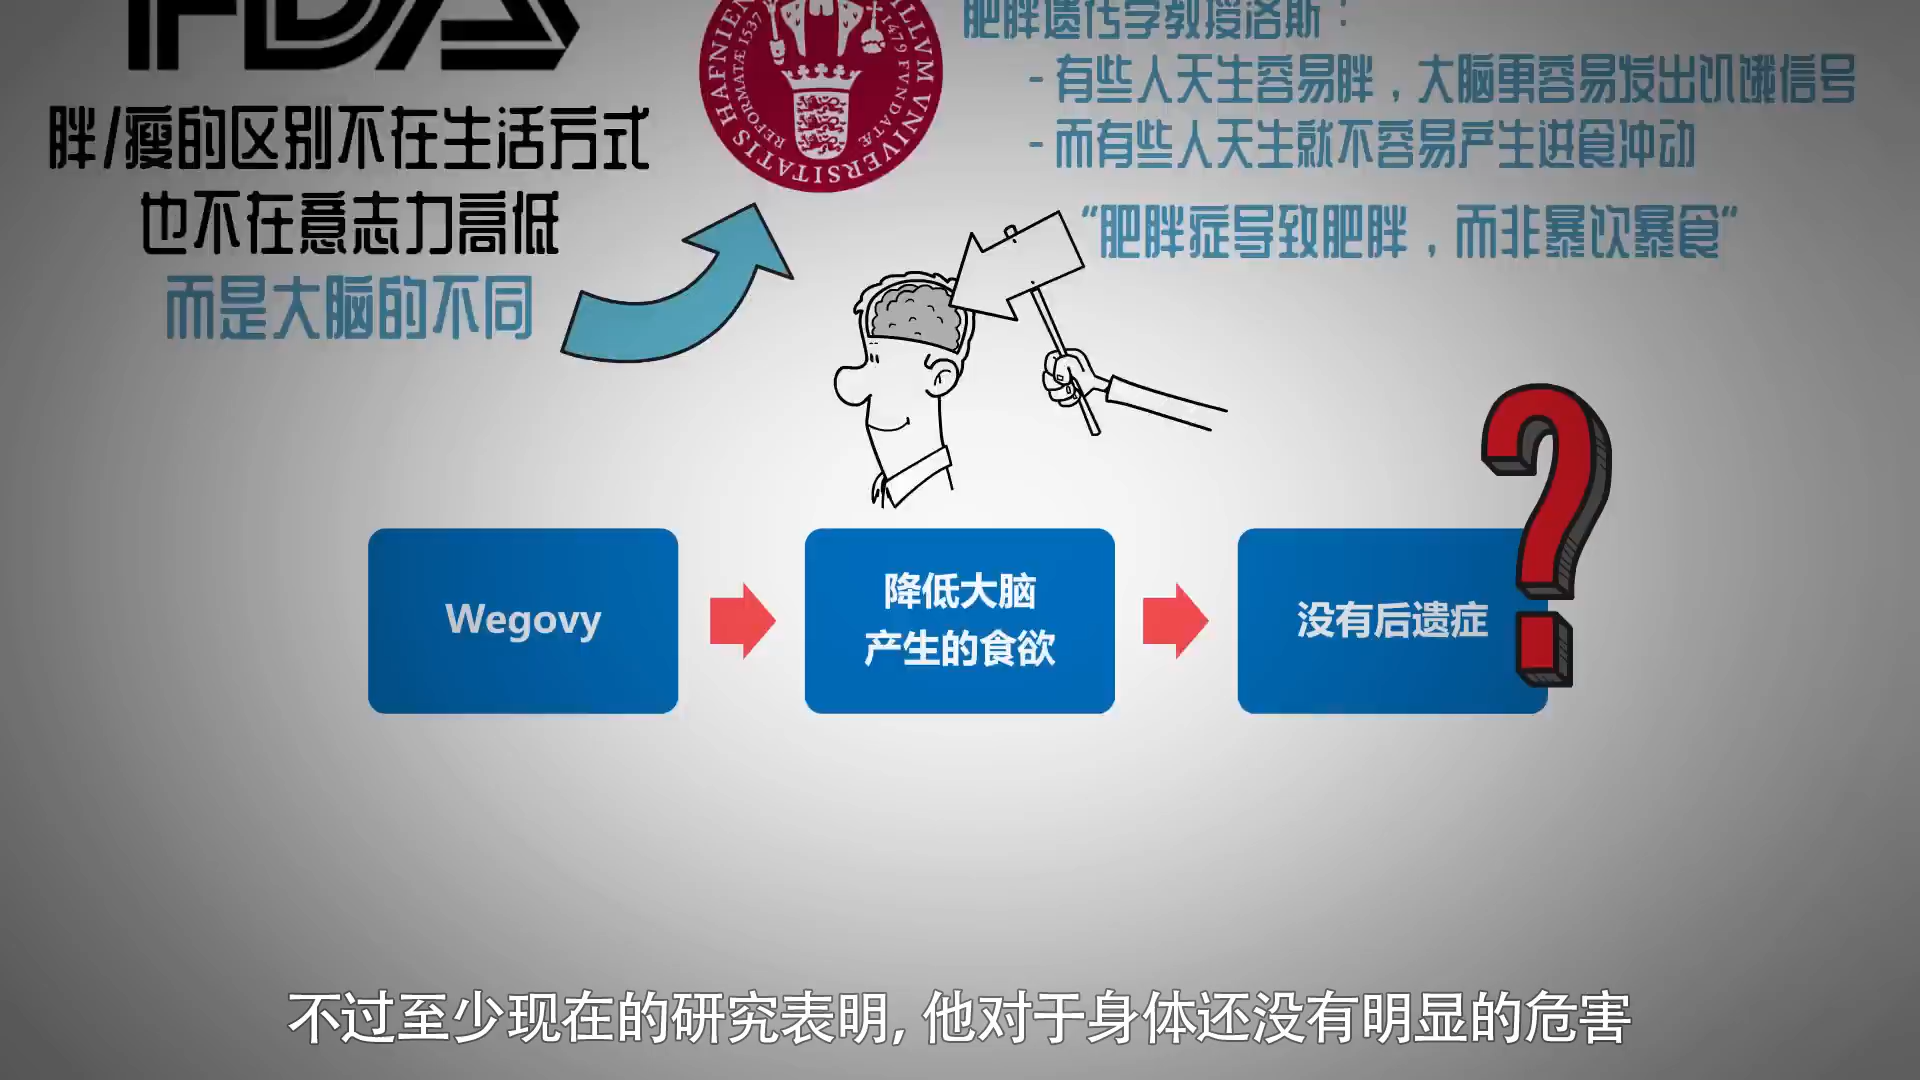 FDA
胖/瘦的区别不在生活方式
也不在意志力高低
而是大脑的不同
肥胖遗传学教授洛斯：
- 有些人天生容易胖，大脑更容易发出饥饿信号
- 而有些人天生就不容易产生进食冲动
“肥胖症导致肥胖，而非暴饮暴食”
Wegovy
降低大脑
产生的食欲
没有后遗症
?
不过至少现在的研究表明, 他对于身体还没有明显的危害